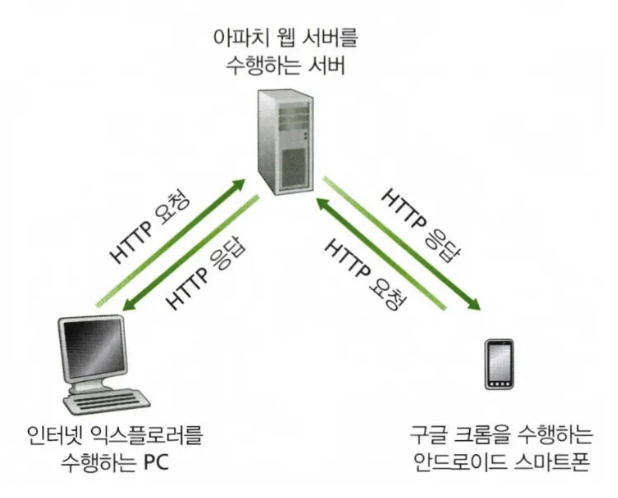 아파치 웹 서버를
수행하는 서버
HTTP 요청
HTTP 응답
HTTP 응답
HTTP 요청
인터넷 익스플로러를
수행하는 PC
구글 크롬을 수행하는
안드로이드 스마트폰